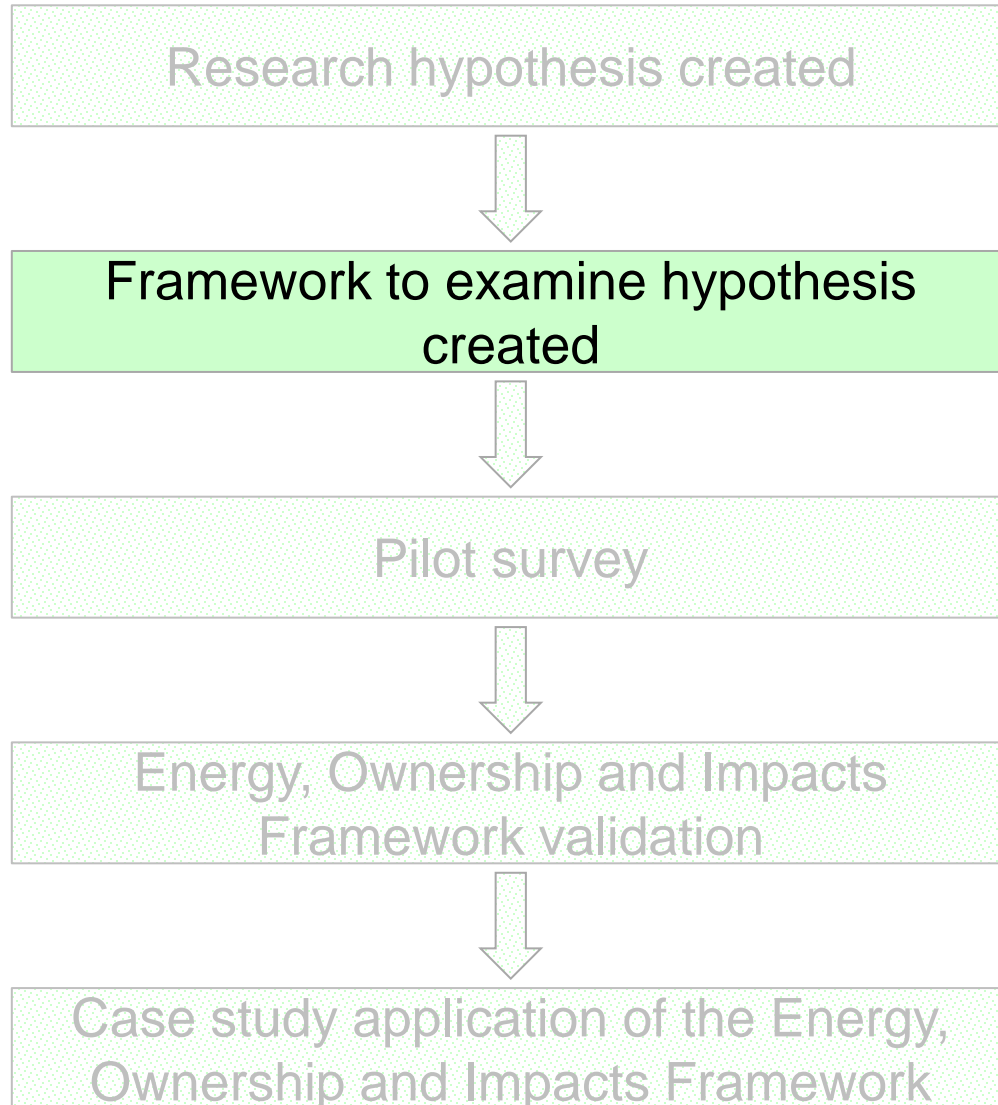 Research hypothesis created
Framework to examine hypothesis
created
Pilot survey
Energy, Ownership and Impacts
Framework validation
Case study application of the Energy,
Ownership and Impacts Framework